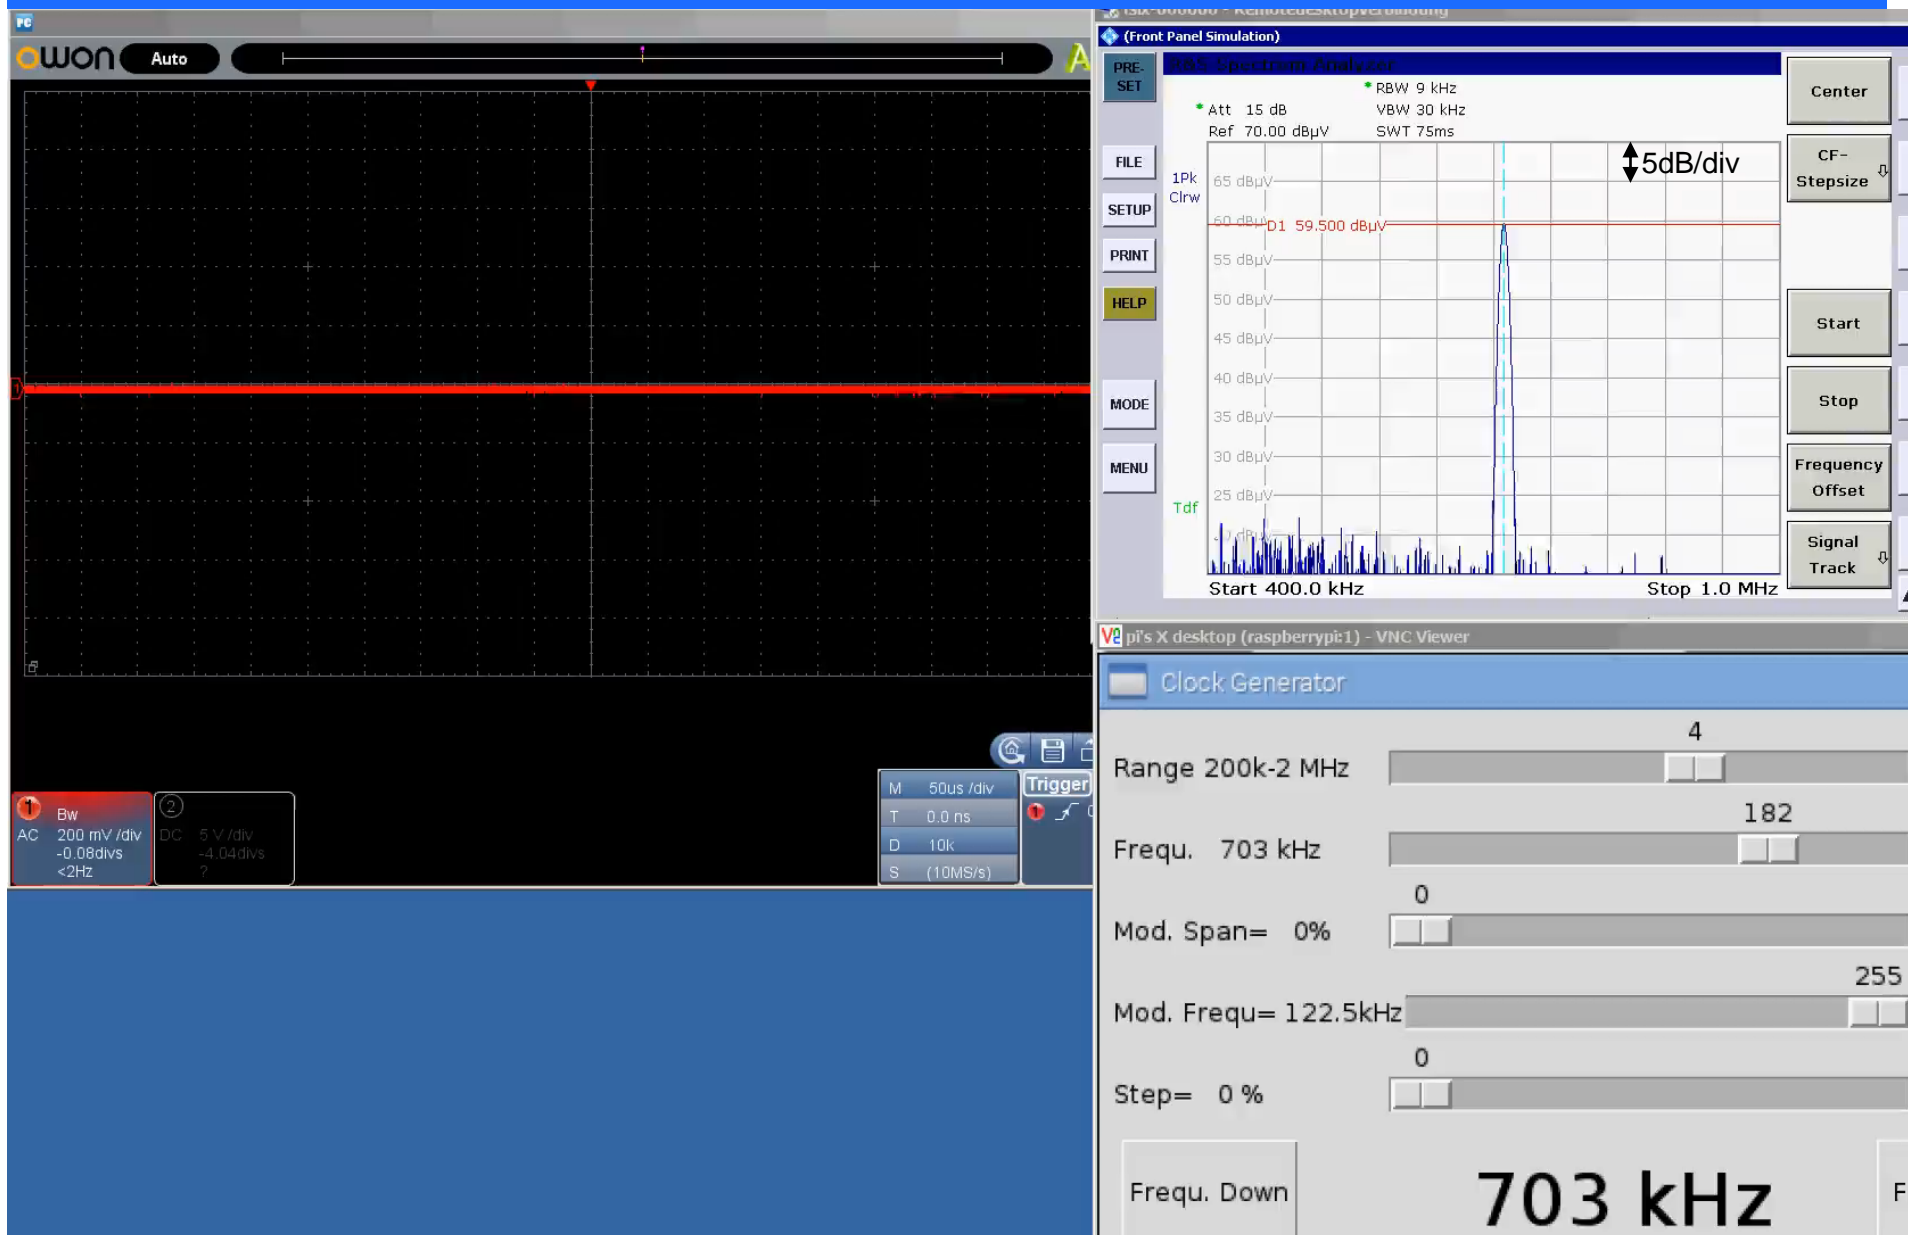 PC
owon
Auto
1
Bw
AC 200 mV /div
-0.08divs
<2Hz
2
DC 5 V /div
-4.04divs
?
M 50us /div
T 0.0 ns
D 10k
S (10MS/s)
Trigger
1
(Front Panel Simulation)
PRE-
SET
R&S Spectrum Analyzer
FILE
SETUP
PRINT
HELP
MODE
MENU
* RBW 9 kHz
* Att 15 dB VBW 30 kHz
Ref 70.00 dBµV SWT 75ms
5dB/div
1Pk
Clrw
65 dBµV
60 dBµV
D1 59.500 dBµV
55 dBµV
50 dBµV
45 dBµV
40 dBµV
35 dBµV
30 dBµV
25 dBµV
Tdf
Start 400.0 kHz Stop 1.0 MHz
Center
CF-
Stepsize
Start
Stop
Frequency
Offset
Signal
Track
pi's X desktop (raspberrypi:1) - VNC Viewer
Clock Generator
4
Range 200k-2 MHz
182
Frequ. 703 kHz
0
Mod. Span= 0%
255
Mod. Frequ= 122.5kHz
0
Step= 0 %
Frequ. Down
703 kHz
F